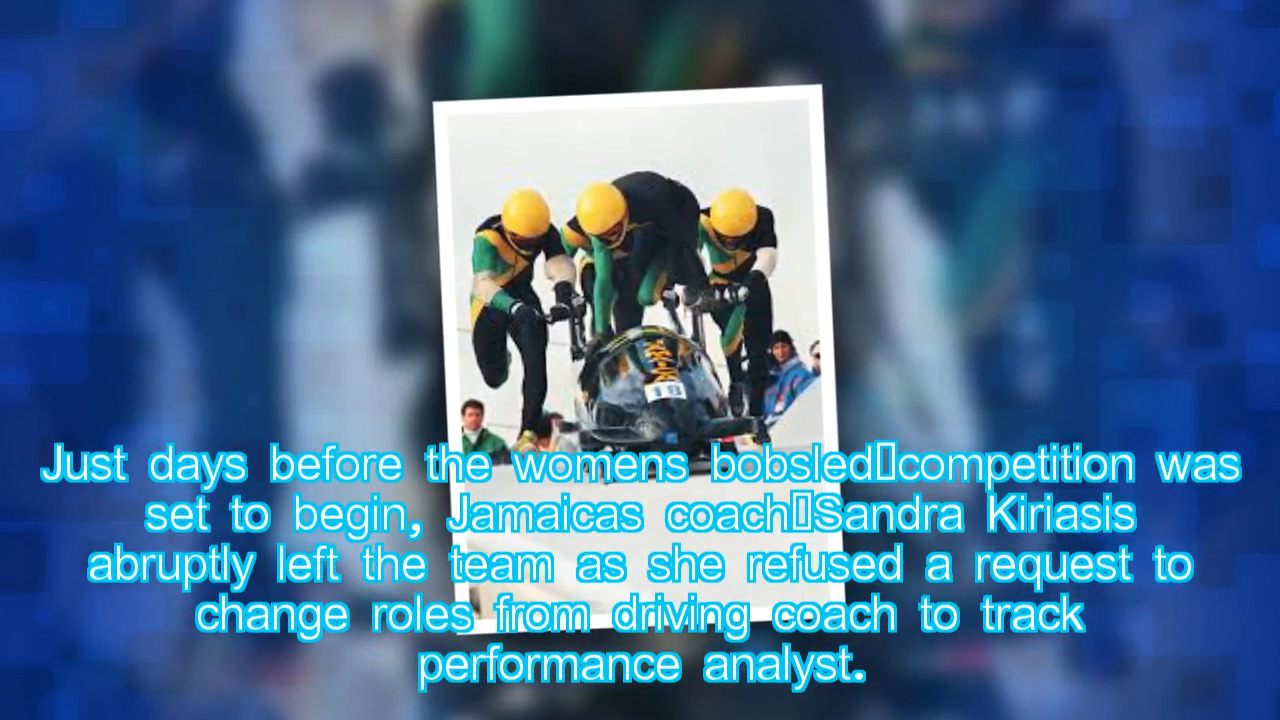 19
Just days before the womens bobsled▯competition was
set to begin, Jamaicas coach▯Sandra Kiriasis
abruptly left the team as she refused a request to
change roles from driving coach to track
performance analyst.